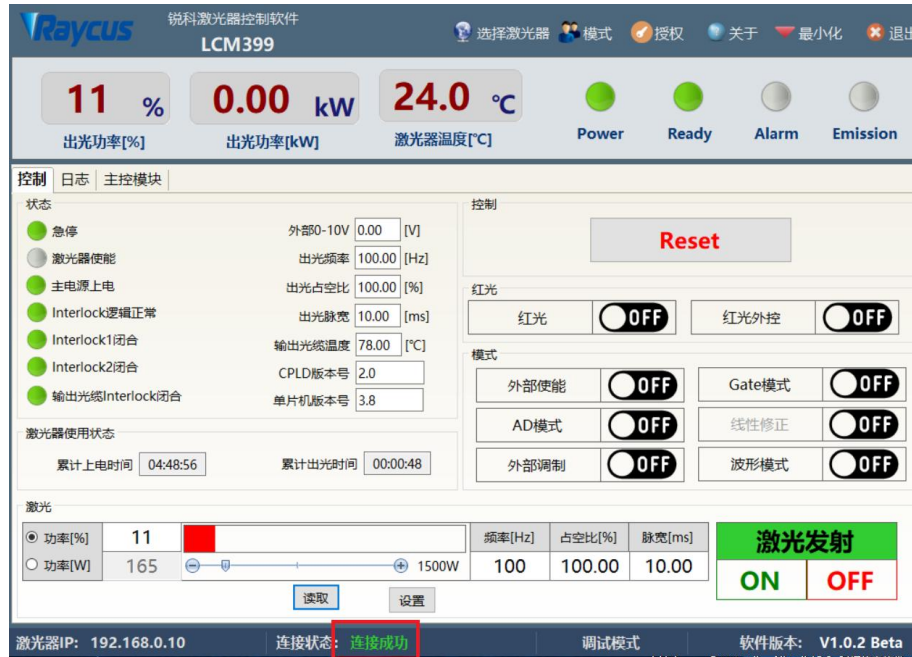 Raycus 锐科激光器控制软件
LCM399
选择激光器 模式 授权 关于 最小化 退出
11 % 0.00 kW 24.0 ℃
出光功率[%] 出光功率[kW] 激光器温度[℃] Power Ready Alarm Emission
控制 日志 主控模块
状态 控制
急停 外部0-10V 0.00 [V]
Reset
激光器使能 出光频率 100.00 [Hz]
主电源上电 出光占空比 100.00 [%]
红光
Interlock逻辑正常 出光脉宽 10.00 [ms]
红光 OFF 红光外控 OFF
Interlock1闭合 输出光缆温度 78.00 [℃]
模式
Interlock2闭合 CPLD版本号 2.0
外部使能 OFF Gate模式 OFF
输出光缆Interlock闭合 单片机版本号 3.8
AD模式 OFF 线性修正 OFF
激光器使用状态
累计上电时间 04:48:56 累计出光时间 00:00:48
外部调制 OFF 波形模式 OFF
激光
功率[%] 11 频率[Hz] 占空比[%] 脉宽[ms] 激光发射
功率[W] 165 1500W 100 100.00 10.00 ON OFF
读取 设置
激光器IP: 192.168.0.10 连接状态: 连接成功 调试模式 软件版本: V1.0.2 Beta